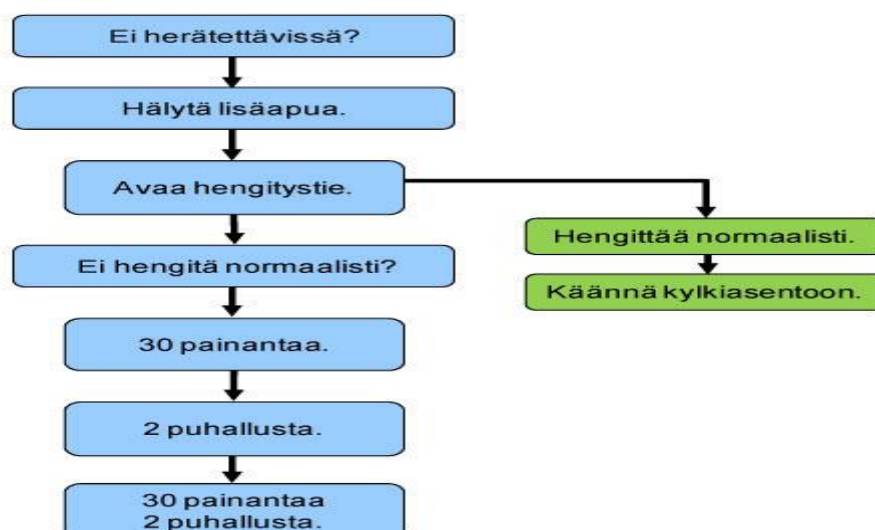 Ei herätettävissä?
Hälytä lisäapua.
Avaa hengitystie.
Hengittää normaalisti.
Käännä kylkiasentoon.
Ei hengitä normaalisti?
30 painantaa.
2 puhallusta.
30 painantaa
2 puhallusta.